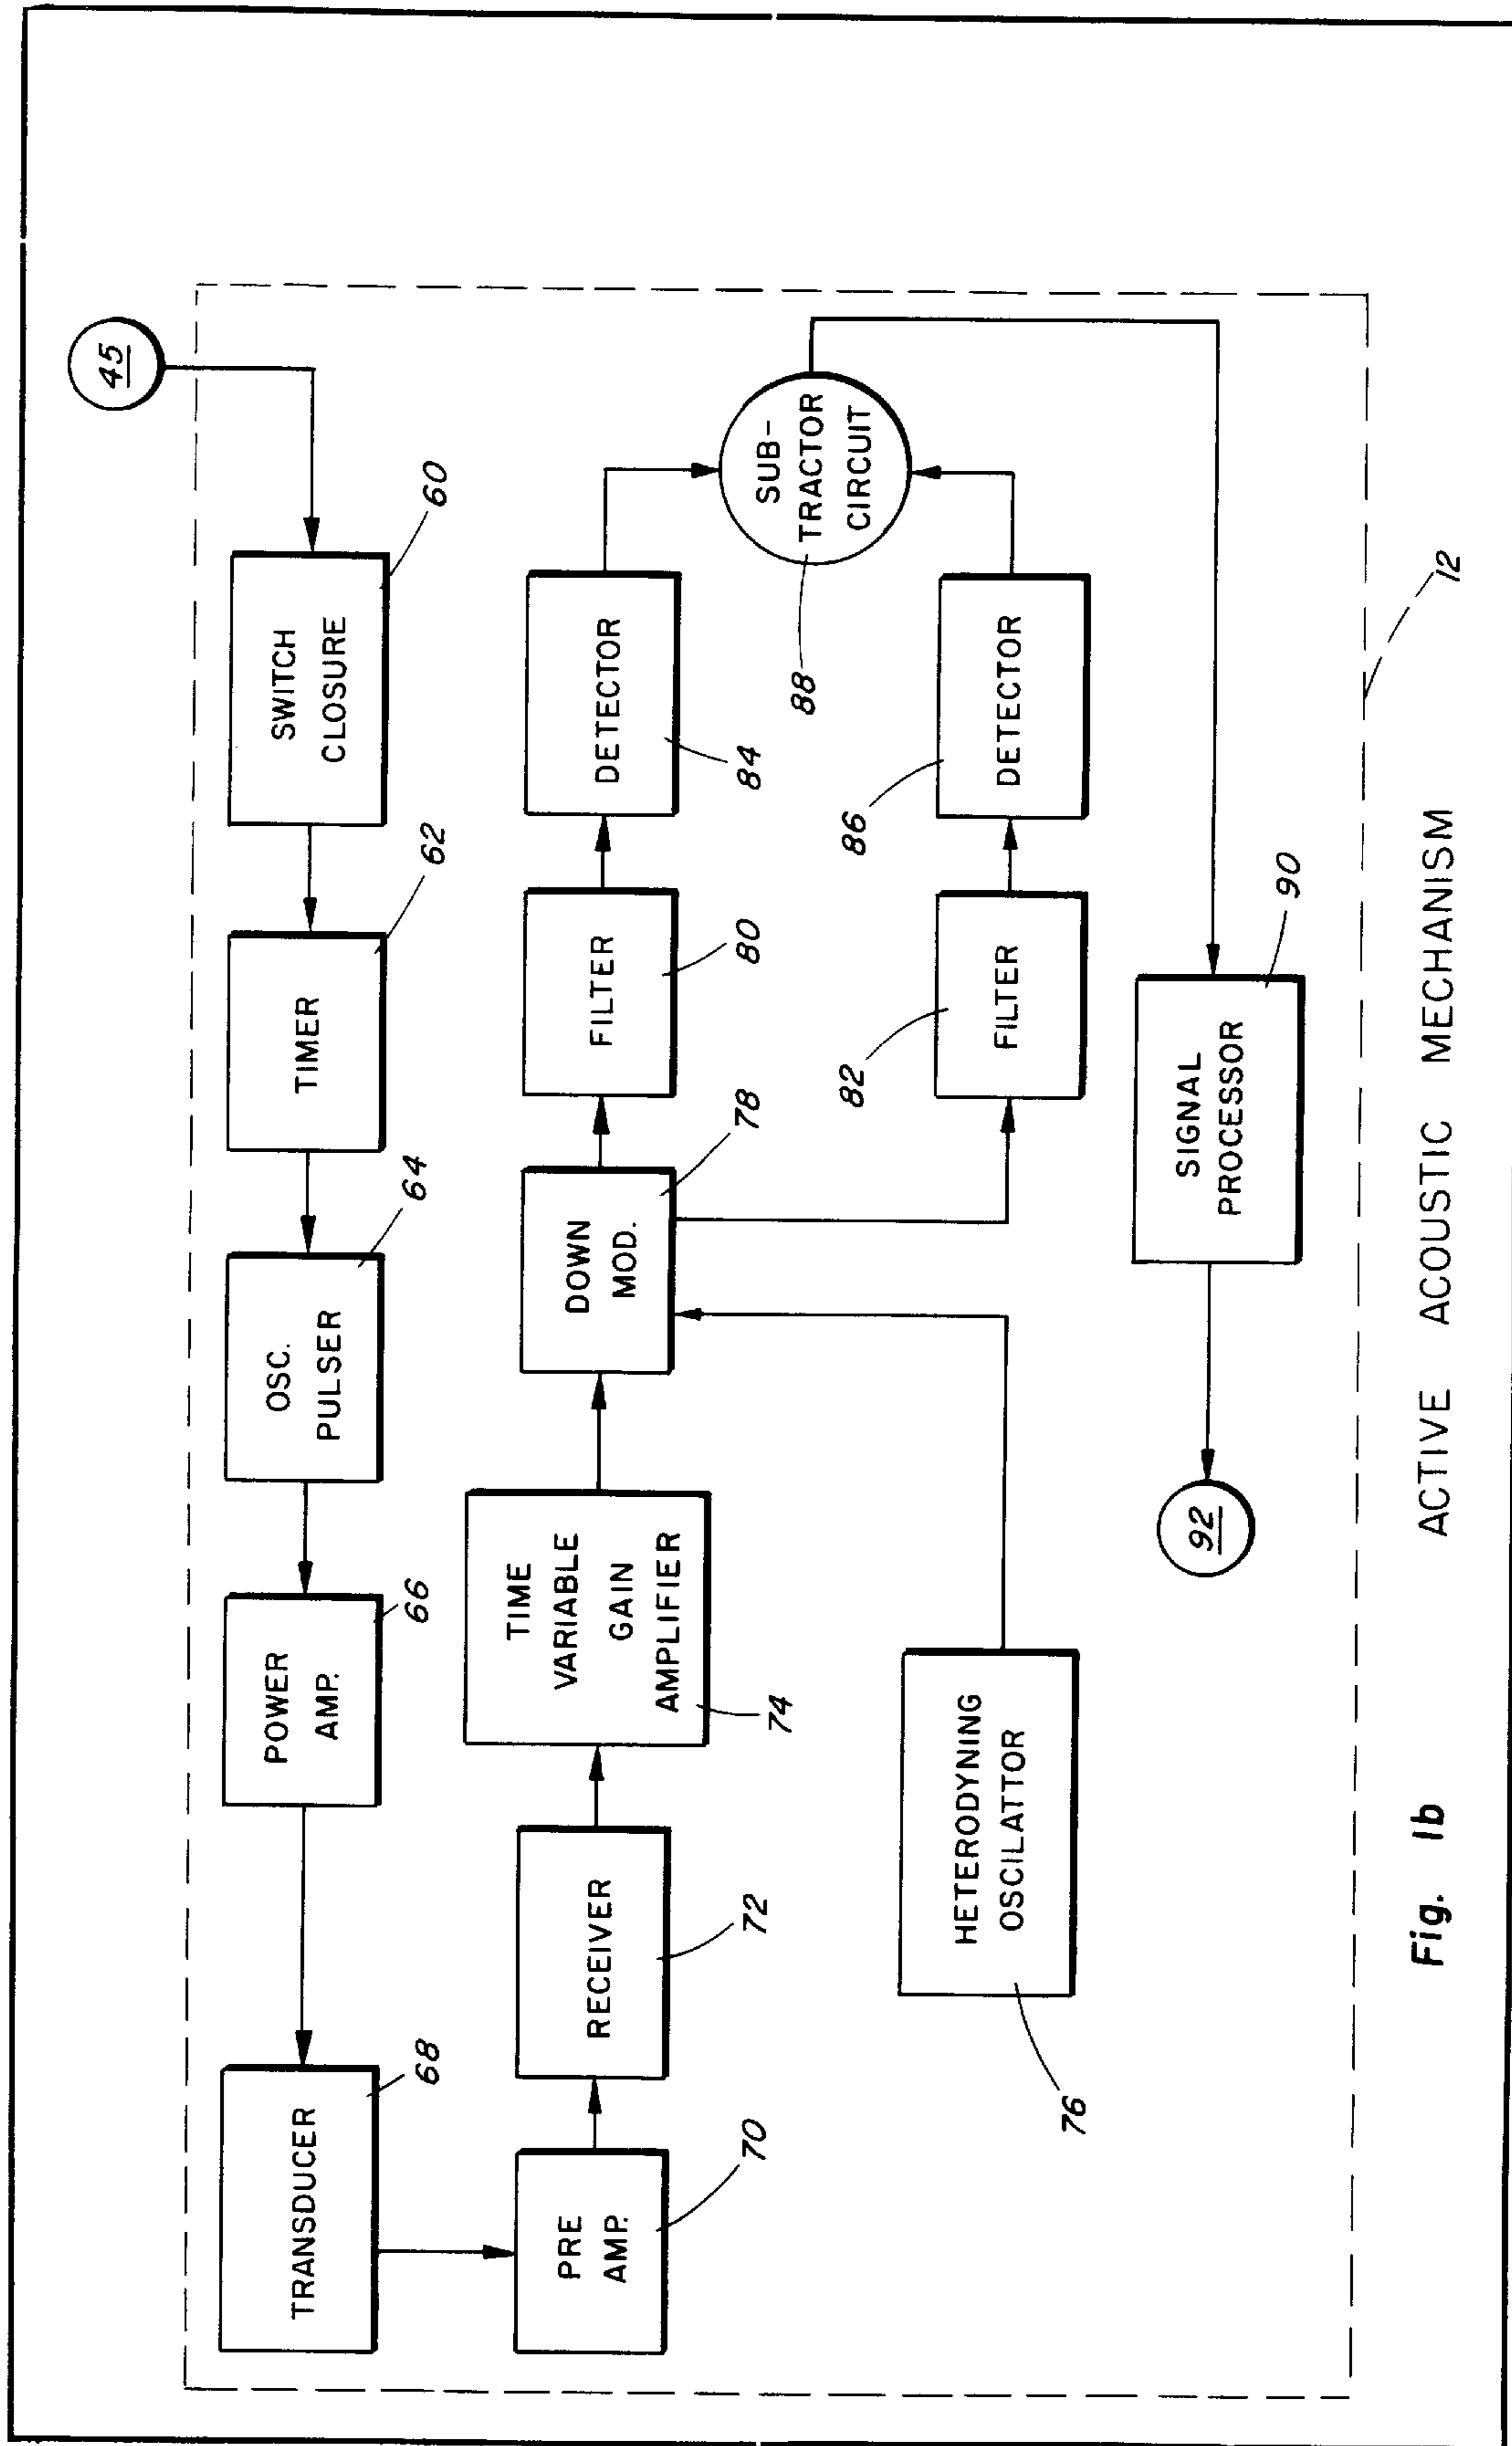 45
SWITCH
CLOSURE
60
TIMER
62
OSC.
PULSER
64
POWER
AMP.
66
TRANSDUCER
68
PRE
AMP.
70
RECEIVER
72
TIME
VARIABLE
GAIN
AMPLIFIER
74
DOWN
MOD.
78
FILTER
80
DETECTOR
84
SUB-
TRACTOR
CIRCUIT
88
HETERODYNING
OSCILATTOR
76
FILTER
82
DETECTOR
86
SIGNAL
PROCESSOR
90
92
12
Fig. 1b
ACTIVE ACOUSTIC MECHANISM